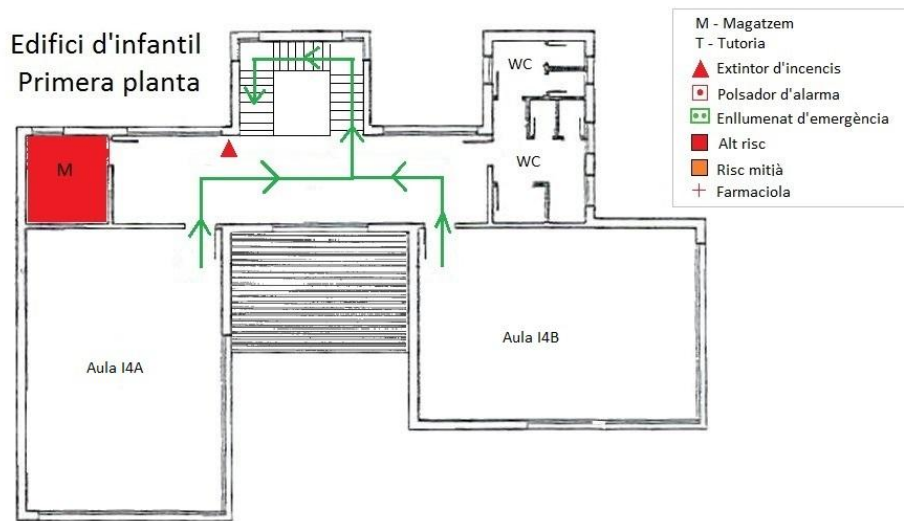 Edifici d'infantil
Primera planta
WC
WC
M
Aula I4A
Aula I4B
M - Magatzem
T - Tutoria
Extintor d'incencis
Polsador d'alarma
Enllumenat d'emergència
Alt risc
Risc mitjà
Farmaciola